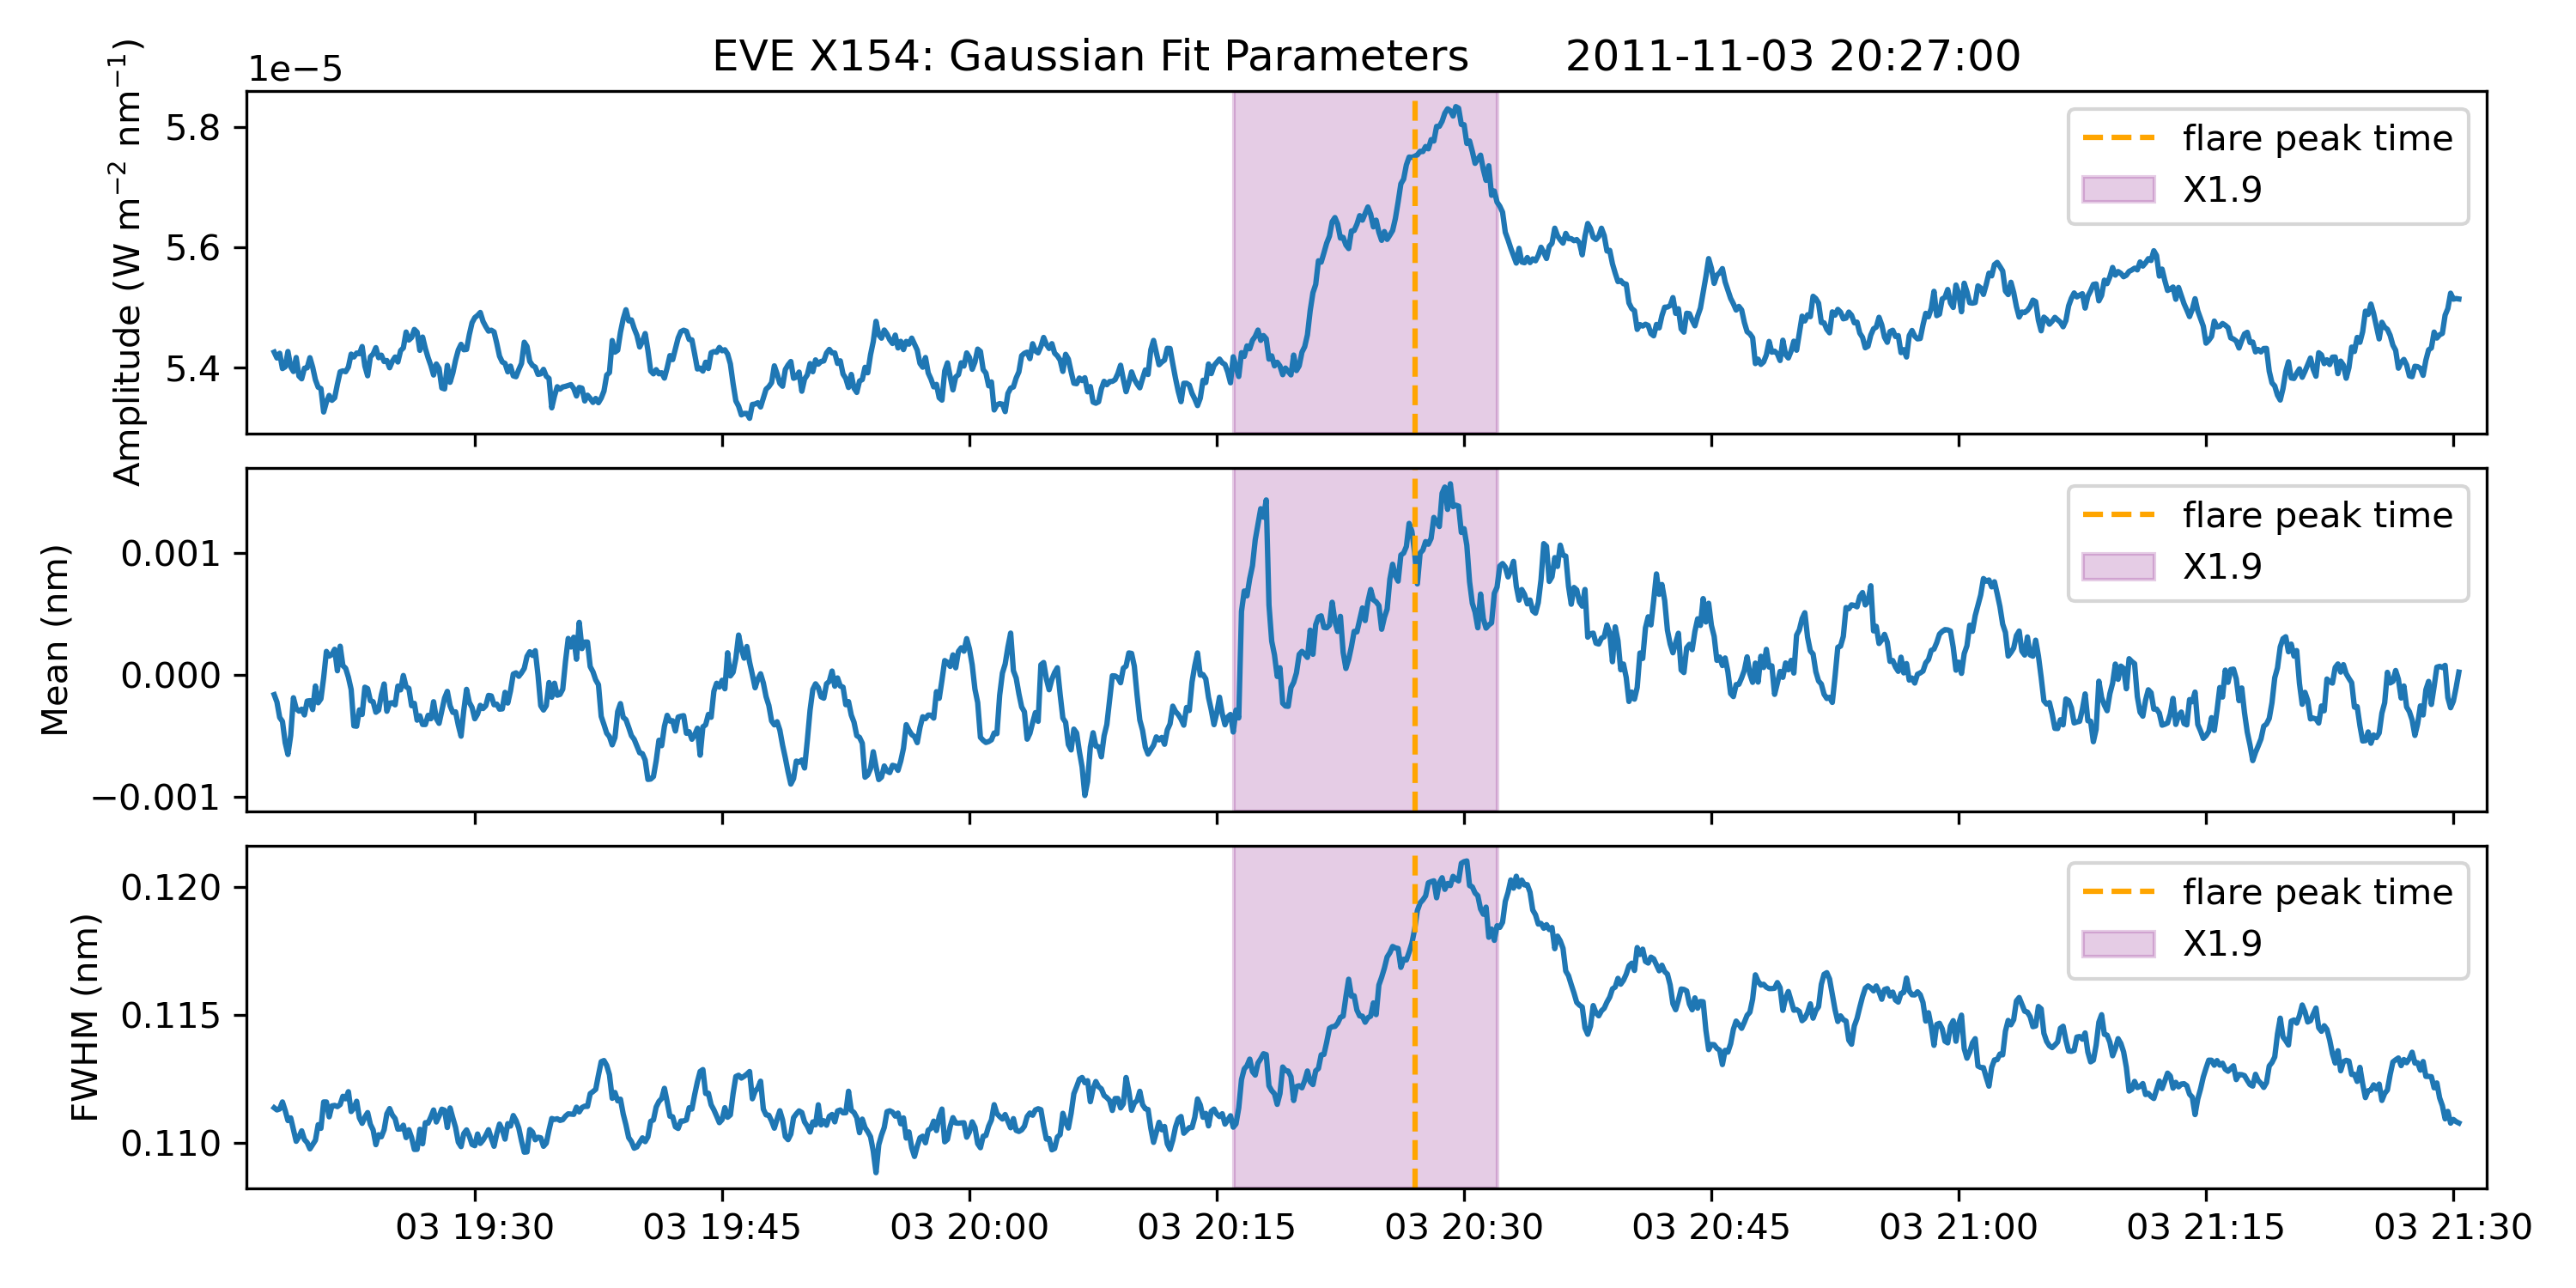 EVE X154: Gaussian Fit Parameters 2011-11-03 20:27:00
1e−5
Amplitude (W m⁻² nm⁻¹)
5.8
5.6
5.4
flare peak time
X1.9
Mean (nm)
0.001
0.000
−0.001
flare peak time
X1.9
FWHM (nm)
0.120
0.115
0.110
flare peak time
X1.9
03 19:30 03 19:45 03 20:00 03 20:15 03 20:30 03 20:45 03 21:00 03 21:15 03 21:30